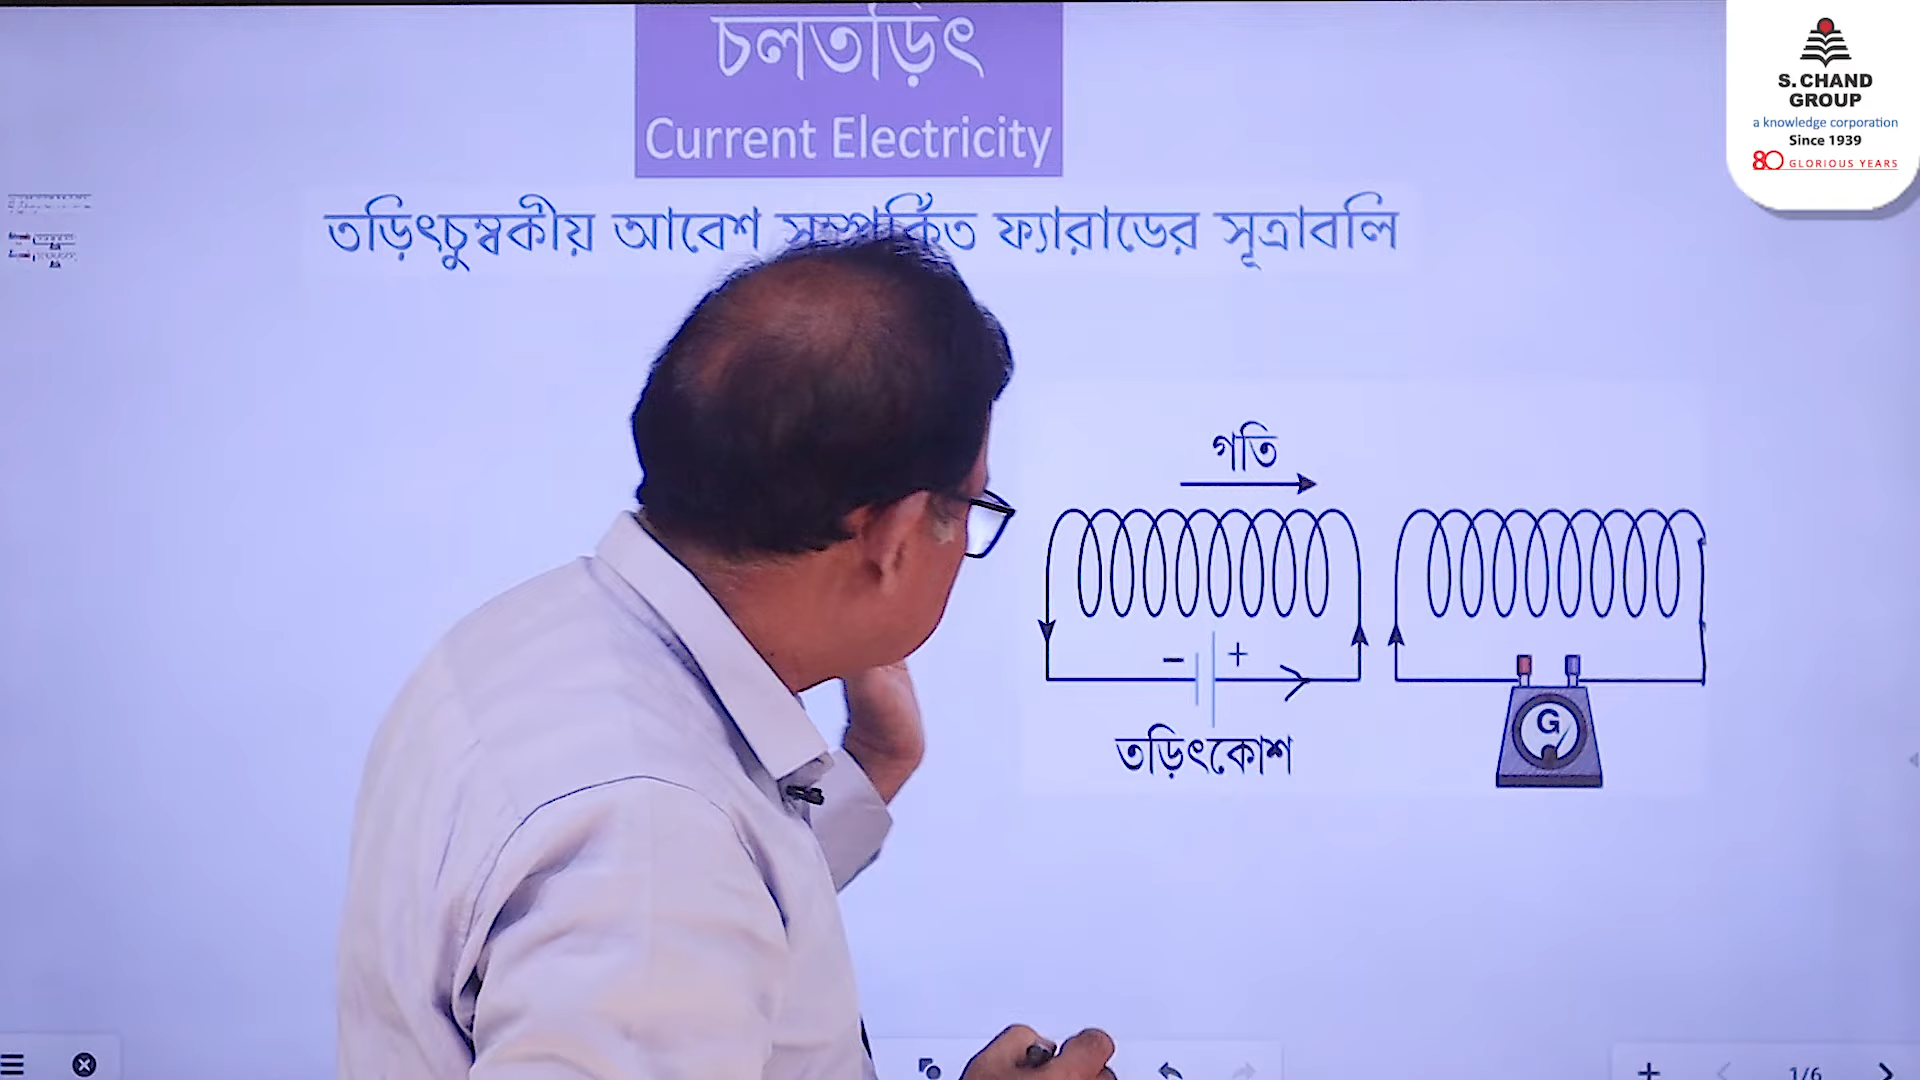 চলতড়িৎ
Current Electricity
S. CHAND
GROUP
a knowledge corporation
Since 1939
80 GLORIOUS YEARS
তড়িৎচুম্বকীয় আবেশ সম্পর্কিত ফ্যারাডের সূত্রাবলি
গতি
− +
G
তড়িৎকোশ
1/6